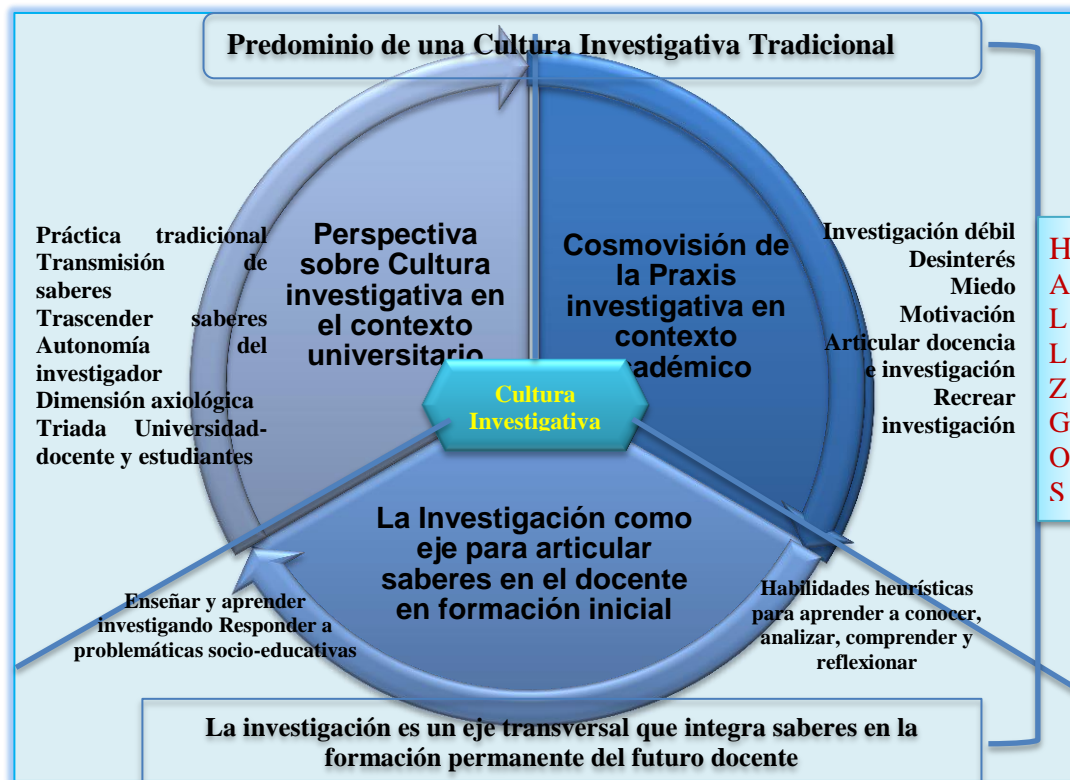 Predominio de una Cultura Investigativa Tradicional
Práctica tradicional
Transmisión de
saberes
Trascender saberes
Autonomía del
investigador
Dimensión axiológica
Triada Universidad-
docente y estudiantes
Perspectiva
sobre Cultura
investigativa en
el contexto
universitario
Cosmovisión de
la Praxis
investigativa en
contexto
adémico
Investigación débil
Desinterés
Miedo
Motivación
Articular docencia
e investigación
Recrear
investigación
H
A
L
L
Z
G
O
S
Cultura
Investigativa
La Investigación como
eje para articular
saberes en el docente
en formación inicial
Enseñar y aprender
investigando Responder a
problemáticas socio-educativas
Habilidades heurísticas
para aprender a conocer,
analizar, comprender y
reflexionar
La investigación es un eje transversal que integra saberes en la
formación permanente del futuro docente